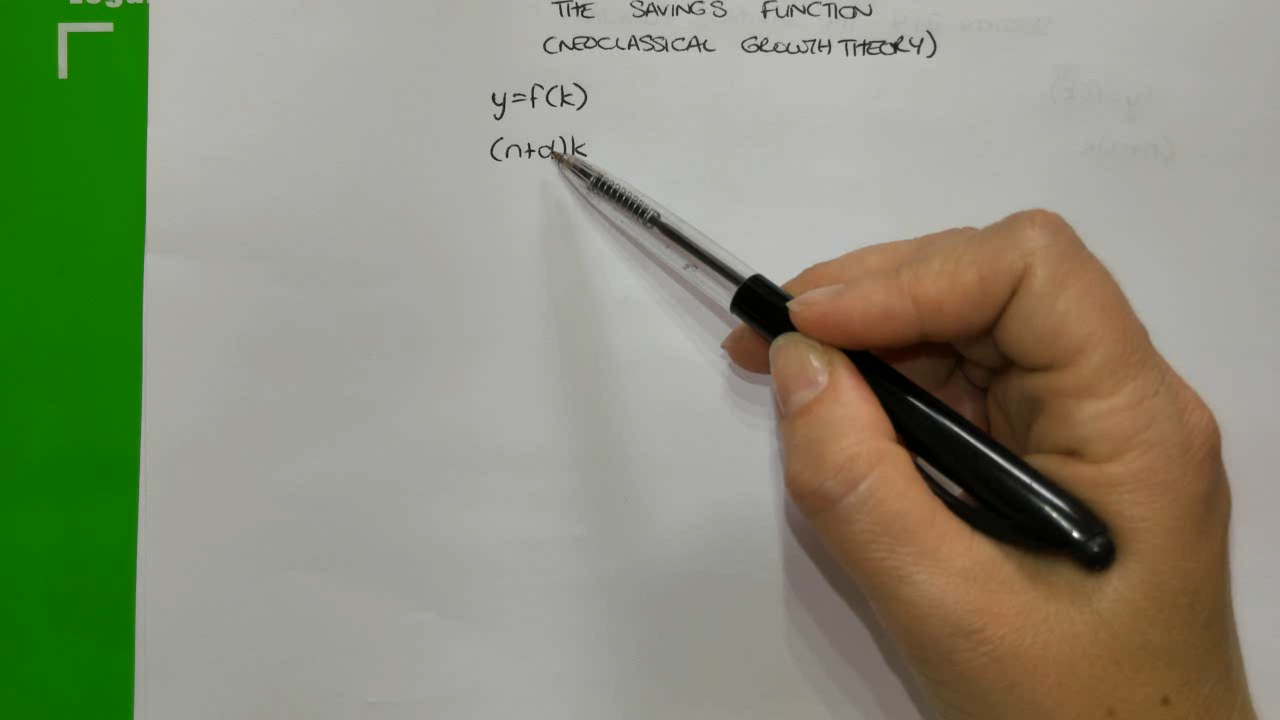 THE SAVINGS FUNCTION
(NEOCLASSICAL GROWTH THEORY)
y=f(k)
(n+d)k